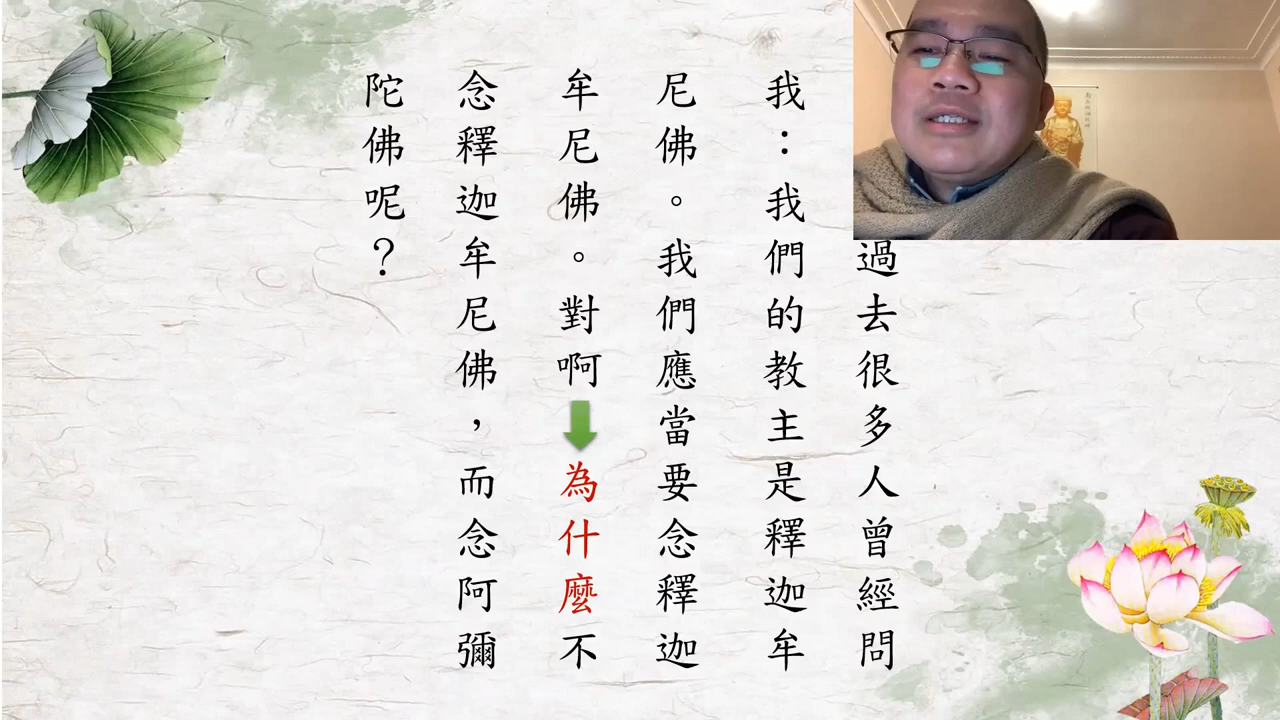 過去很多人曾經問
我：我們的教主是釋迦牟
尼佛。我們應當要念釋迦
牟尼佛。對啊為什麼不
念釋迦牟尼佛，而念阿彌
陀佛呢？